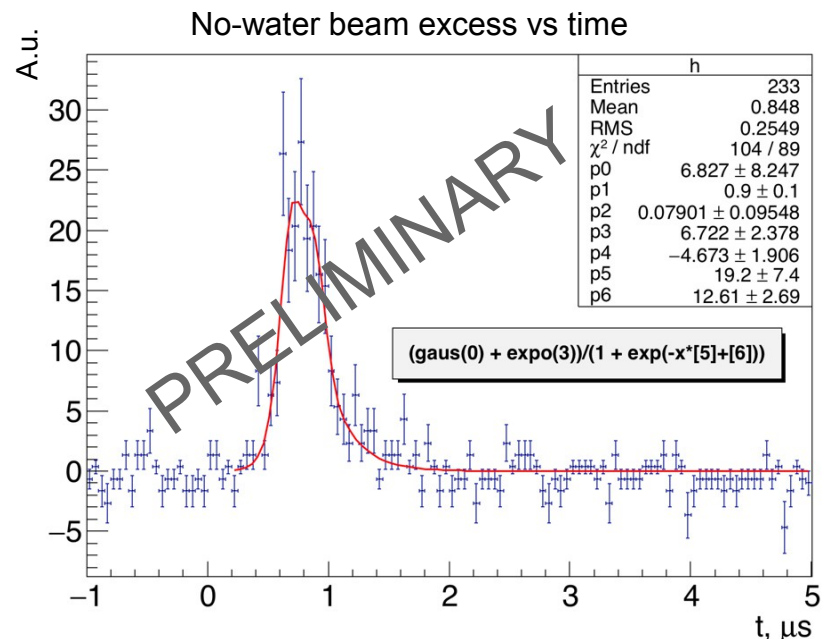 No-water beam excess vs time
A.u.
h
Entries 233
Mean 0.848
RMS 0.2549
χ² / ndf 104 / 89
p0 6.827 ± 8.247
p1 0.9 ± 0.1
p2 0.07901 ± 0.09548
p3 6.722 ± 2.378
p4 −4.673 ± 1.906
p5 19.2 ± 7.4
p6 12.61 ± 2.69
PRELIMINARY
(gaus(0) + expo(3))/(1 + exp(-x*[5]+[6]))
30
25
20
15
10
5
0
−5
−1 0 1 2 3 4 5
t, μs